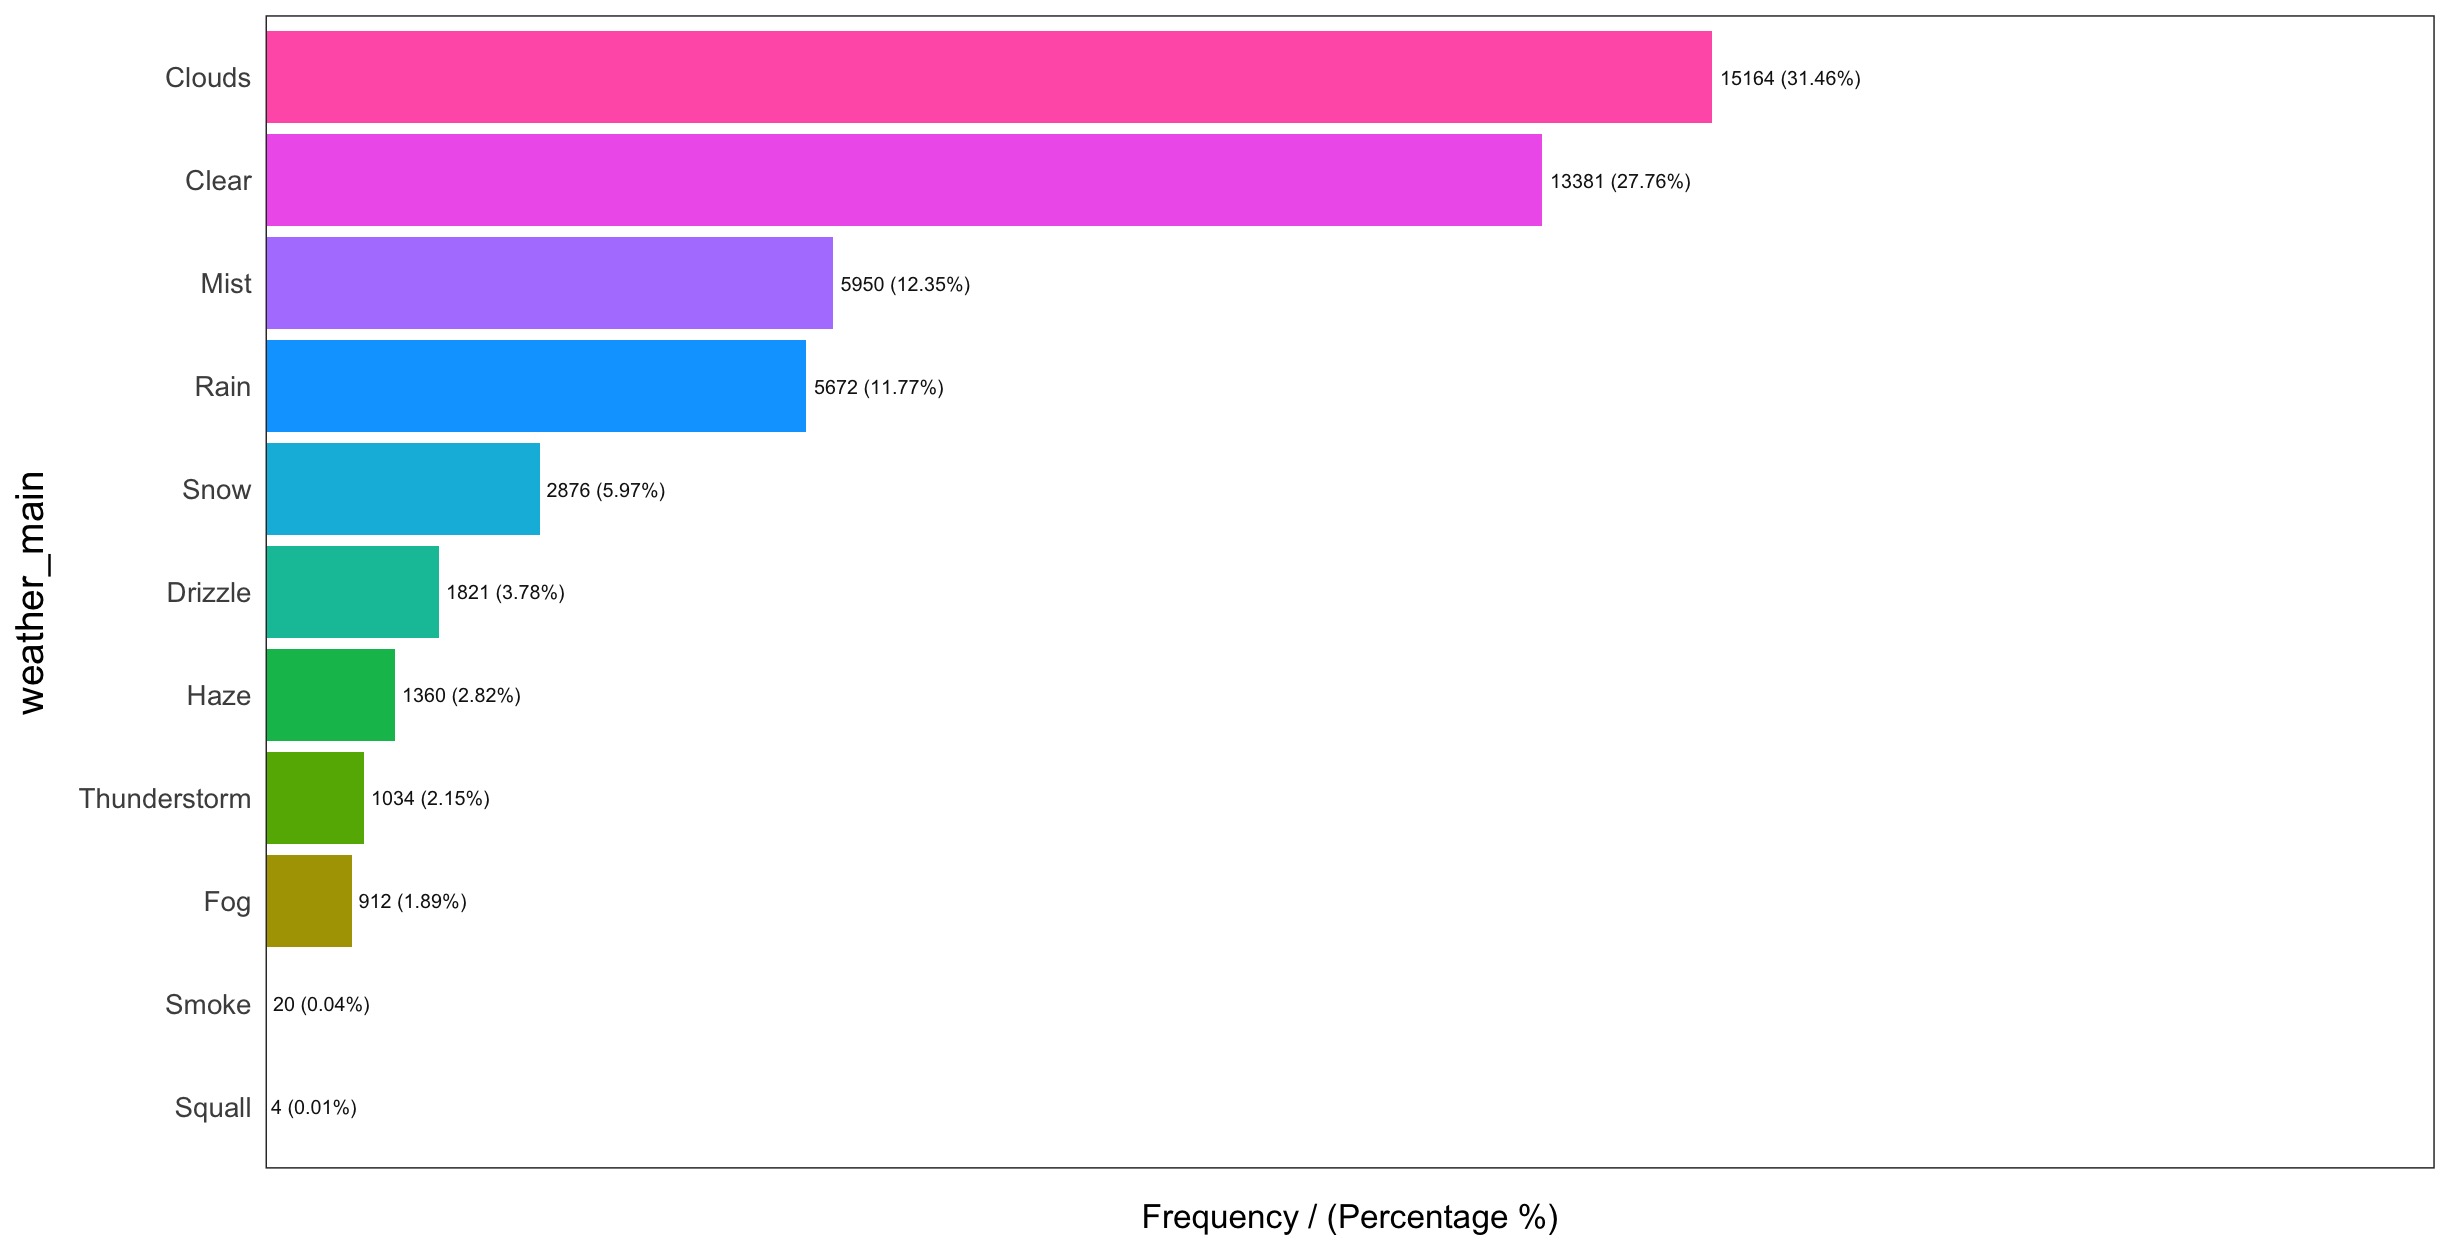 Clouds 15164 (31.46%)
Clear 13381 (27.76%)
Mist 5950 (12.35%)
Rain 5672 (11.77%)
Snow 2876 (5.97%)
Drizzle 1821 (3.78%)
Haze 1360 (2.82%)
Thunderstorm 1034 (2.15%)
Fog 912 (1.89%)
Smoke 20 (0.04%)
Squall 4 (0.01%)
weather_main
Frequency / (Percentage %)